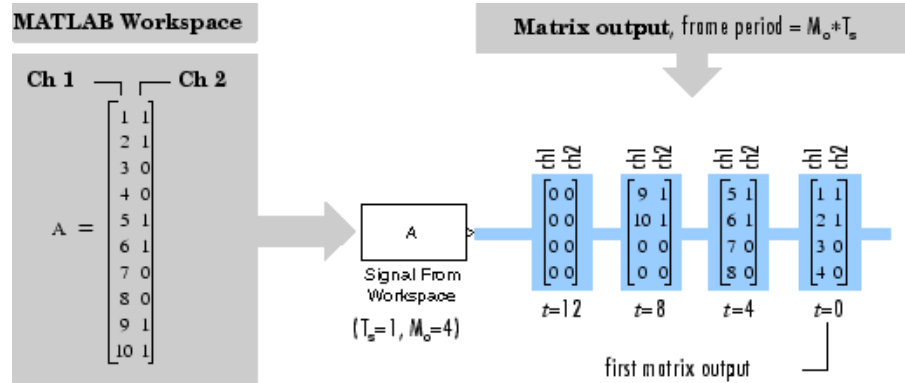 MATLAB Workspace
Matrix output, frame period = Mₒ*Tₛ
Ch 1 Ch 2
A =
1 1
2 1
3 0
4 0
5 1
6 1
7 0
8 0
9 1
10 1
A
Signal From
Workspace
(Tₛ=1, Mₒ=4)
ch1 ch2
0 0
0 0
0 0
0 0
t=12
ch1 ch2
9 1
10 1
0 0
0 0
t=8
ch1 ch2
5 1
6 1
7 0
8 0
t=4
ch1 ch2
1 1
2 1
3 0
4 0
t=0
first matrix output